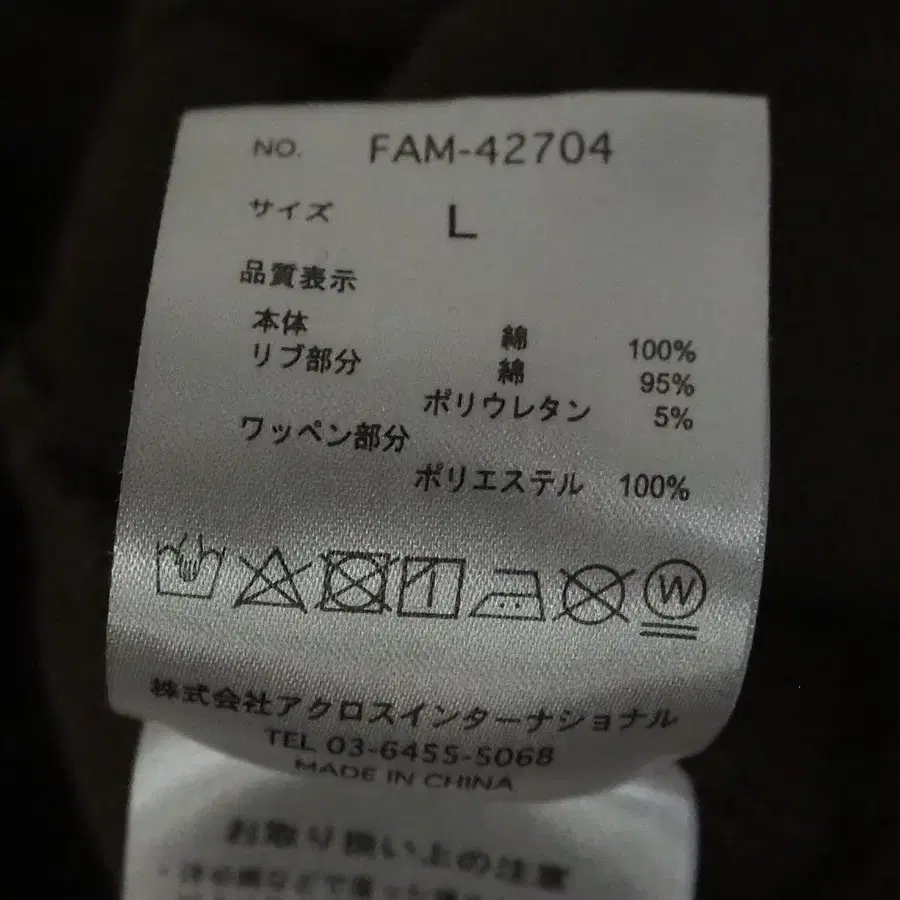 NO. FAM-42704
サイズ L
品質表示
本体 綿 100%
リブ部分 綿 95%
ポリウレタン 5%
ワッペン部分
ポリエステル 100%
W
株式会社アクロスインターナショナル
TEL 03-6455-5068
MADE IN CHINA
お取り扱い上の注意